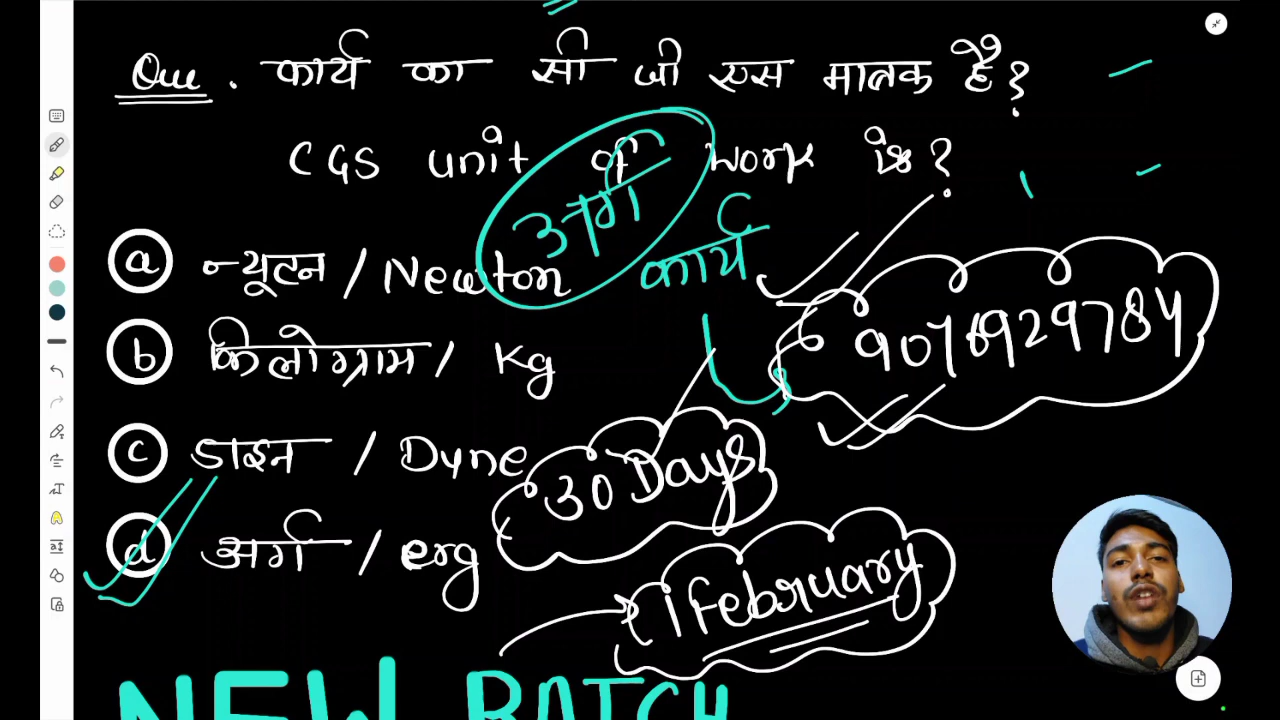 Que. कार्य का सी जी एस मात्रक है?
CGS unit of work is?
अर्ग
कार्य
a न्यूटन / Newton
9078929784
b किलोग्राम / Kg
c डाइन / Dyne
30 Days
d अर्ग / erg
1 February
NEW BATCH